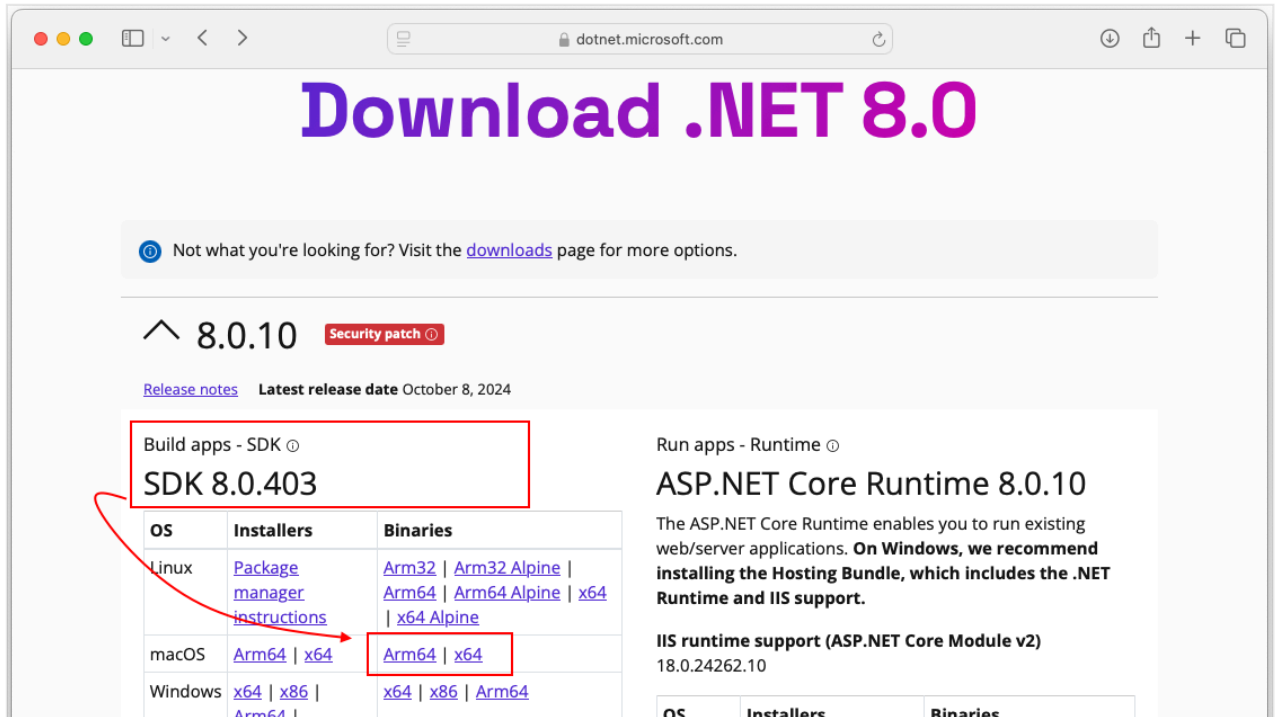 dotnet.microsoft.com
Download .NET 8.0
Not what you're looking for? Visit the downloads page for more options.
8.0.10 Security patch
Release notes Latest release date October 8, 2024
Build apps - SDK
SDK 8.0.403
OS Installers Binaries
Linux Package manager instructions Arm32 | Arm32 Alpine | Arm64 | Arm64 Alpine | x64 | x64 Alpine
macOS Arm64 | x64 Arm64 | x64
Windows x64 | x86 | Arm64 | x64 | x86 | Arm64
Run apps - Runtime
ASP.NET Core Runtime 8.0.10
The ASP.NET Core Runtime enables you to run existing
web/server applications. On Windows, we recommend
installing the Hosting Bundle, which includes the .NET
Runtime and IIS support.
IIS runtime support (ASP.NET Core Module v2)
18.0.24262.10
OS Installers Binaries